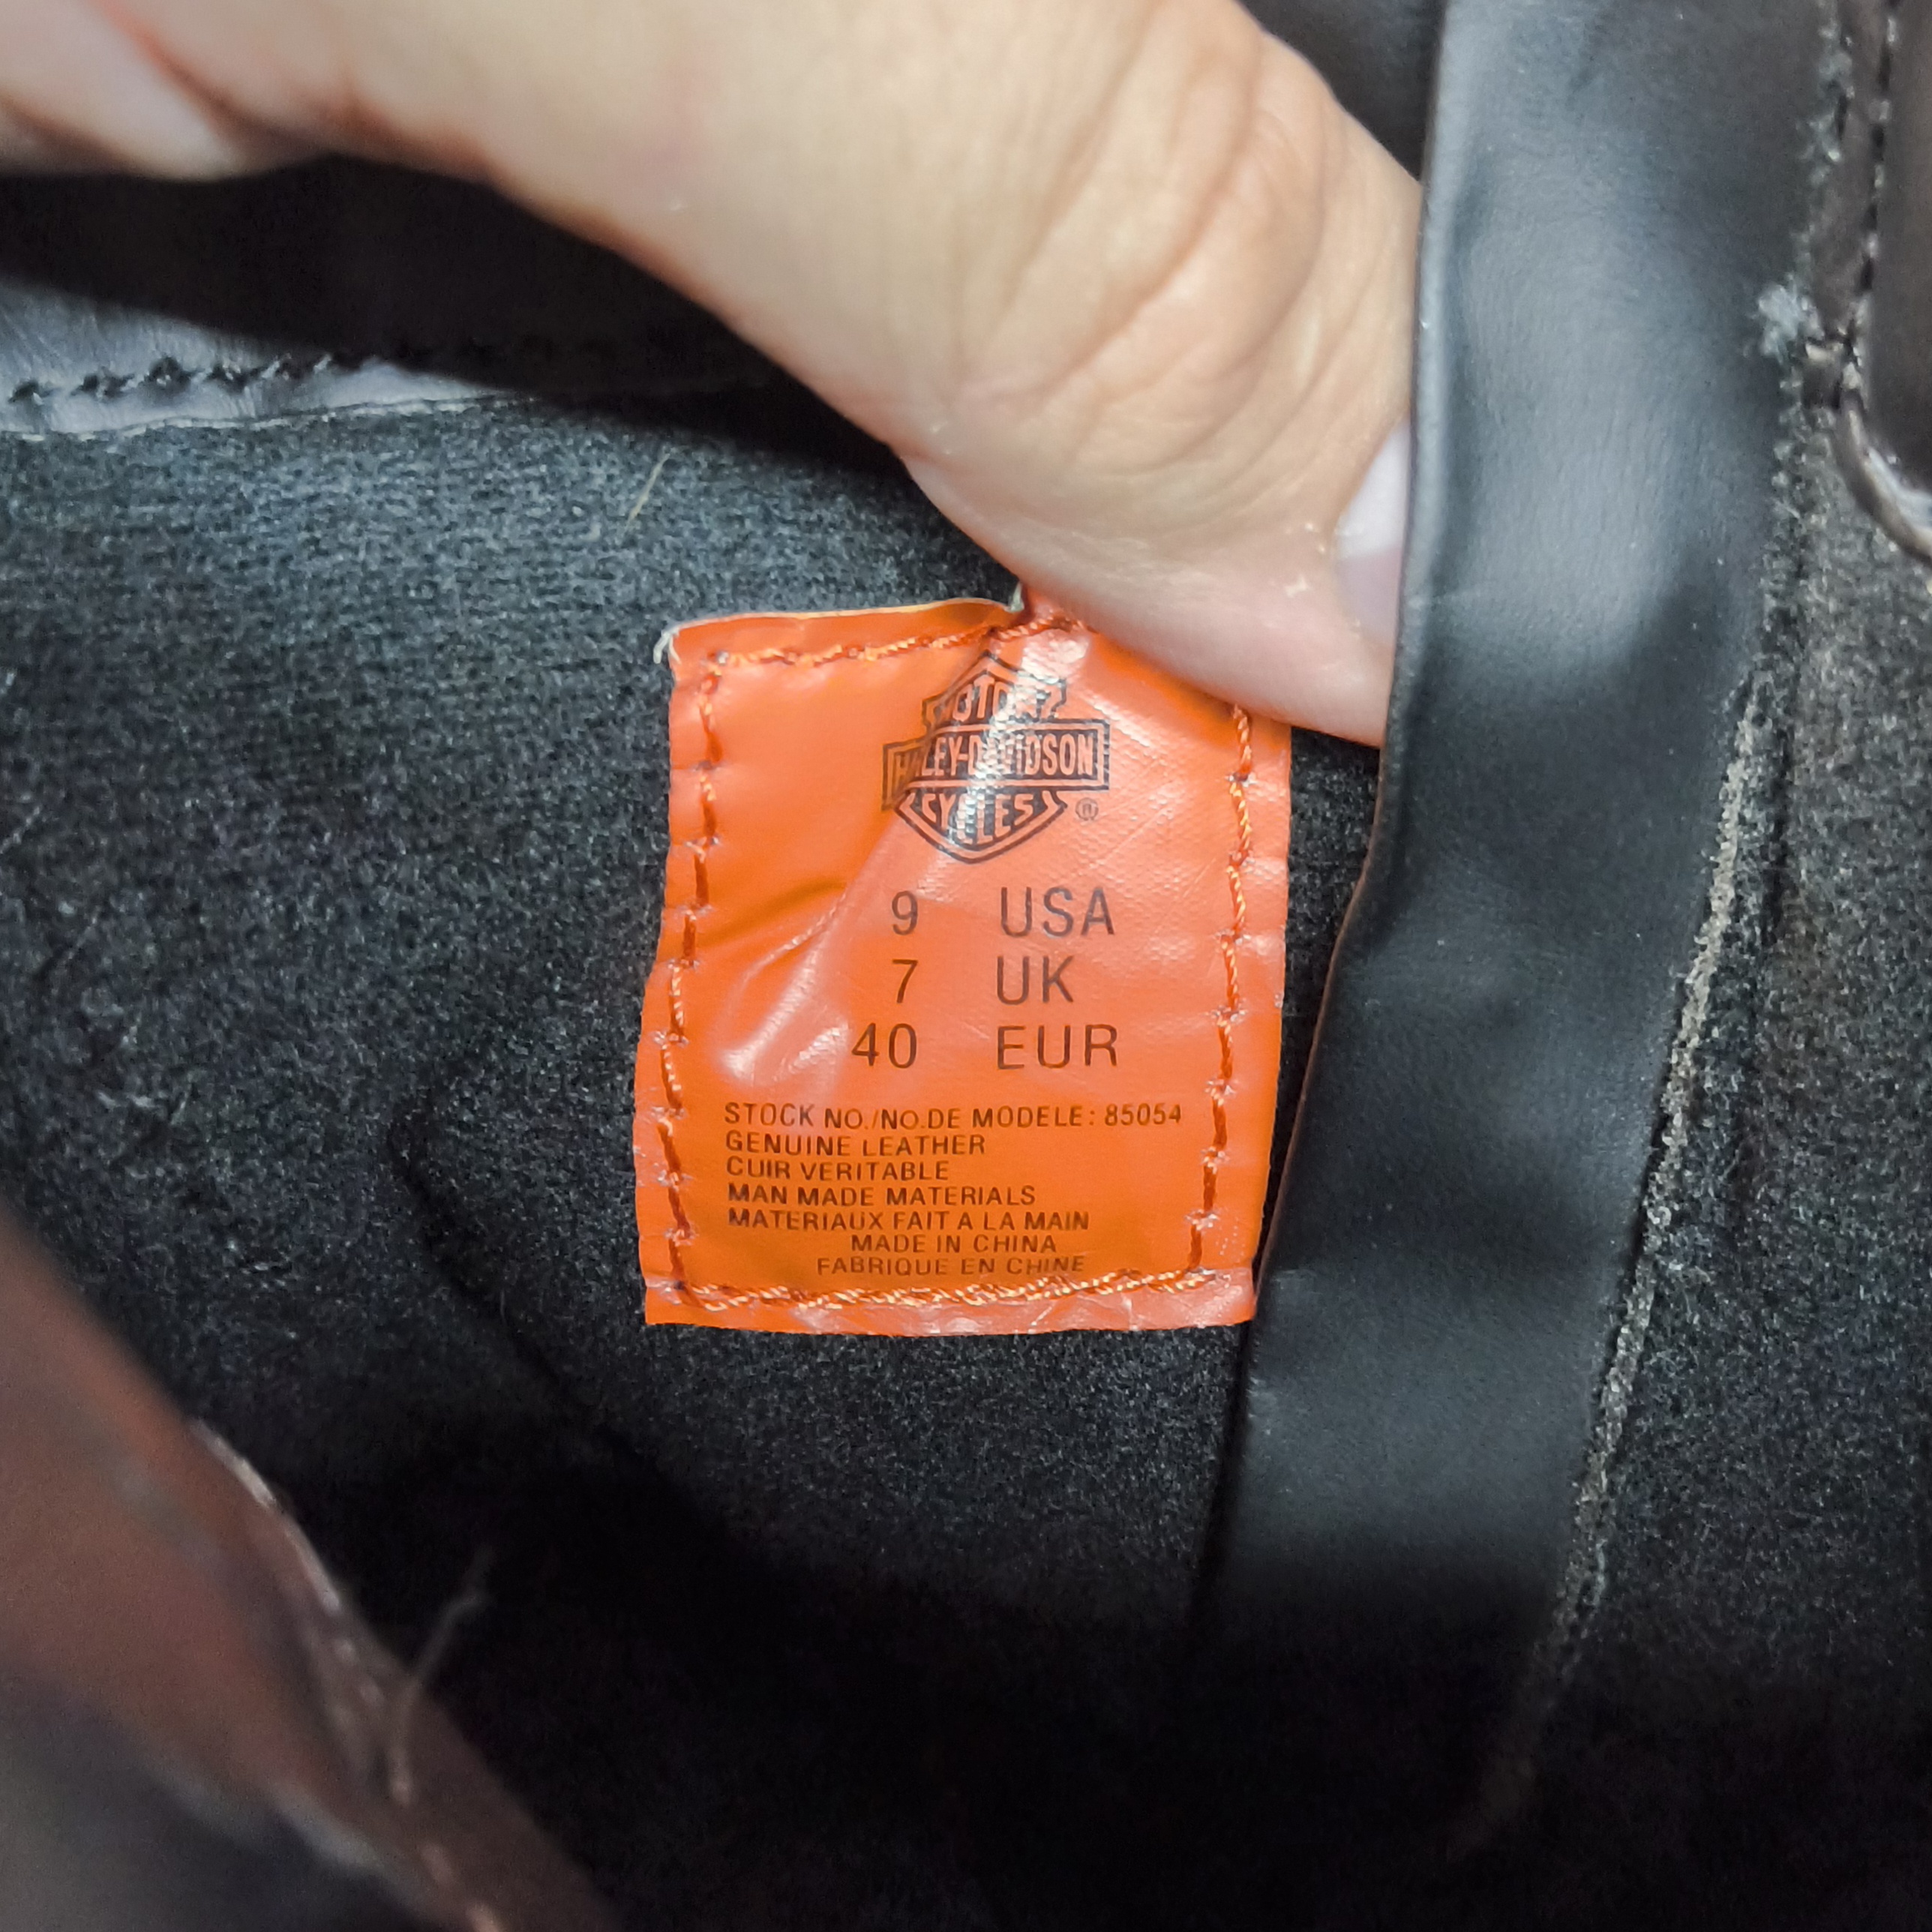 MOTOR
HARLEY-DAVIDSON
CYCLES ®
9 USA
7 UK
40 EUR
STOCK NO./NO.DE MODELE: 85054
GENUINE LEATHER
CUIR VERITABLE
MAN MADE MATERIALS
MATERIAUX FAIT A LA MAIN
MADE IN CHINA
FABRIQUE EN CHINE